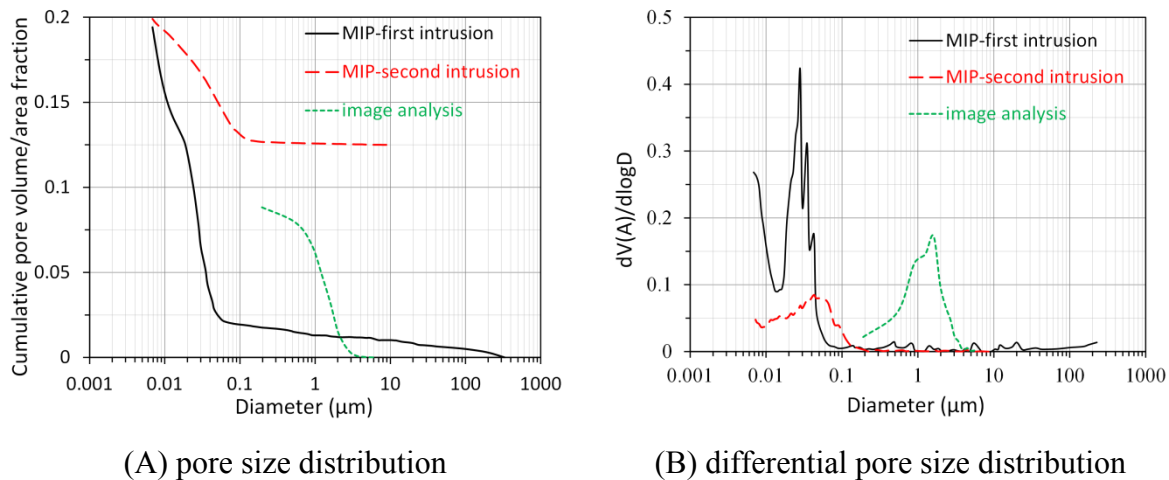 0.2
0.15
0.1
0.05
0
Cumulative pore volume/area fraction
MIP-first intrusion
MIP-second intrusion
image analysis
0.001 0.01 0.1 1 10 100 1000
Diameter (μm)
(A) pore size distribution
0.5
0.4
0.3
0.2
0.1
0
dV(A)/dlogD
MIP-first intrusion
MIP-second intrusion
image analysis
0.001 0.01 0.1 1 10 100 1000
Diameter (μm)
(B) differential pore size distribution